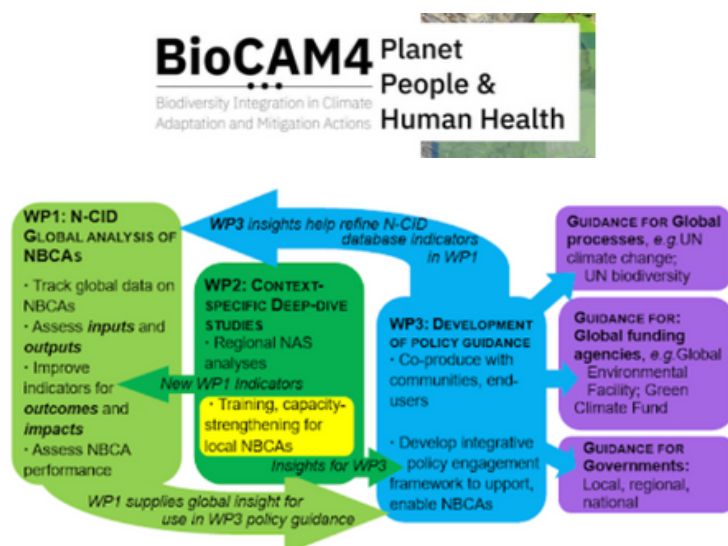 BioCAM4
Biodiversity Integration in Climate
Adaptation and Mitigation Actions
Planet
People &
Human Health
WP1: N-CID
GLOBAL ANALYSIS OF
NBCAs
· Track global data on
NBCAs
· Assess inputs and
outputs
· Improve
indicators for
outcomes and
impacts
· Assess NBCA
performance
WP3 insights help refine N-CID
database indicators
in WP1
WP2: CONTEXT-
SPECIFIC DEEP-DIVE
STUDIES
· Regional NAS
analyses
New WP1 Indicators
· Training, capacity-
strengthening for
local NBCAs
Insights for WP3
WP1 supplies global insight for
use in WP3 policy guidance
WP3: DEVELOPMENT
OF POLICY GUIDANCE
· Co-produce with
communities, end-
users
· Develop integrative
policy engagement
framework to upport,
enable NBCAs
GUIDANCE FOR Global
processes, e.g.UN
climate change;
UN biodiversity
GUIDANCE FOR:
Global funding
agencies, e.g.Global
Environmental
Facility; Green
Climate Fund
GUIDANCE FOR
GOVERNMENTS:
Local, regional,
national